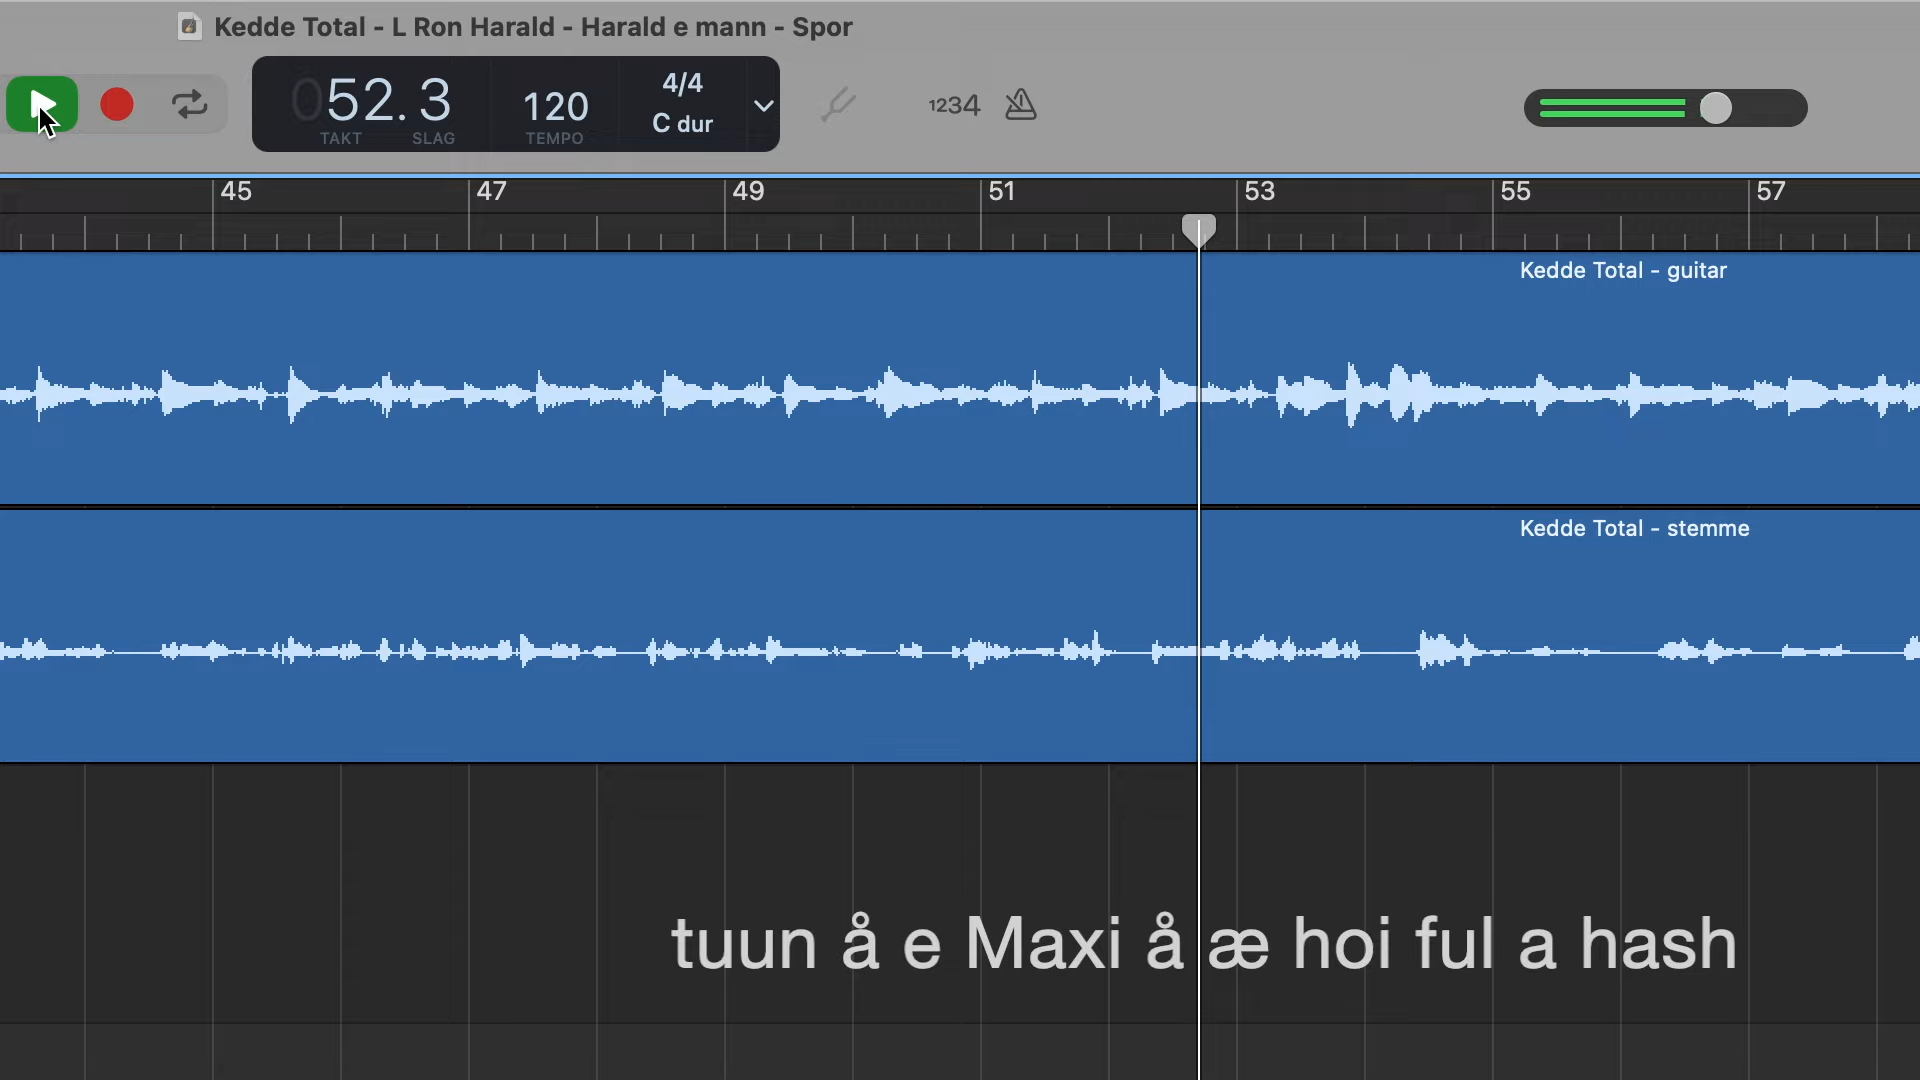 Kedde Total - L Ron Harald - Harald e mann - Spor
052.3
TAKT SLAG
120
TEMPO
4/4
C dur
1234
45 47 49 51 53 55 57
Kedde Total - guitar
Kedde Total - stemme
tuun å e Maxi å æ hoi ful a hash